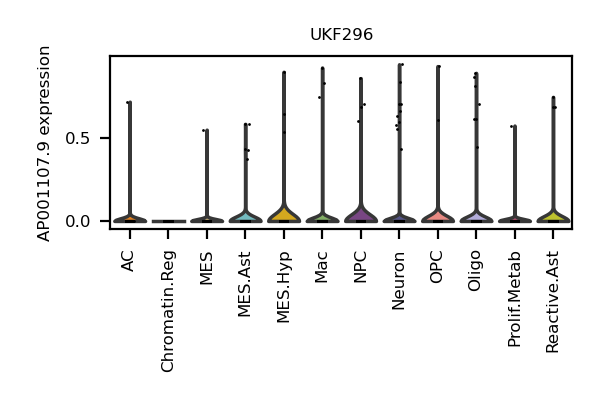 UKF296
AP001107.9 expression
0.5
0.0
AC
Chromatin.Reg
MES
MES.Ast
MES.Hyp
Mac
NPC
Neuron
OPC
Oligo
Prolif.Metab
Reactive.Ast